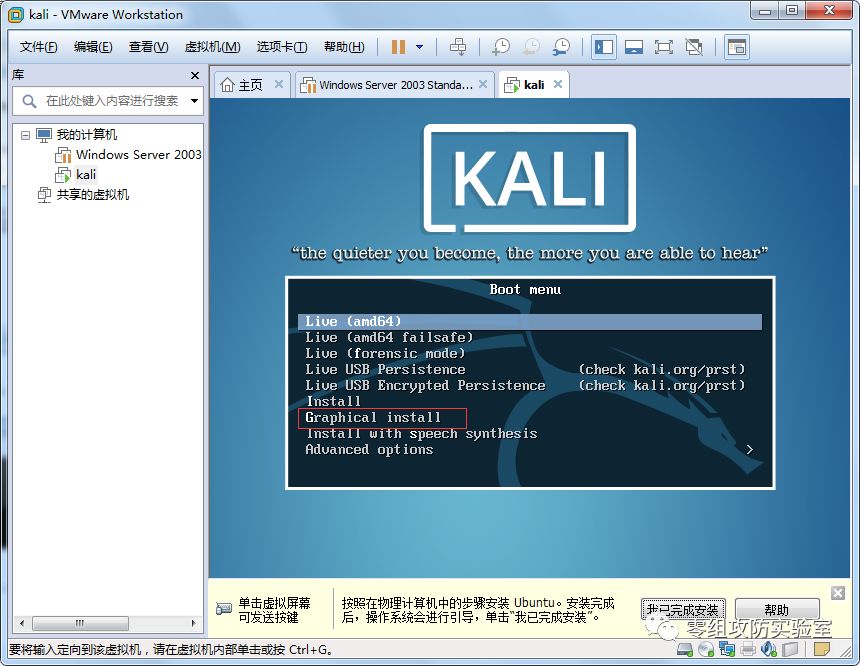 kali - VMware Workstation
文件(F) 编辑(E) 查看(V) 虚拟机(M) 选项卡(T) 帮助(H)
库
在此处键入内容进行搜索
我的计算机
Windows Server 2003
kali
共享的虚拟机
主页 Windows Server 2003 Standa... kali
KALI
“the quieter you become, the more you are able to hear”
Boot menu
Live (amd64)
Live (amd64 failsafe)
Live (forensic mode)
Live USB Persistence (check kali.org/prst)
Live USB Encrypted Persistence (check kali.org/prst)
Install
Graphical install
Install with speech synthesis
Advanced options >
单击虚拟屏幕
可发送按键
按照在物理计算机中的步骤安装 Ubuntu。安装完成
后，操作系统会进行引导，单击“我已完成安装”。
我已完成安装 帮助
零组攻防实验室
要将输入定向到该虚拟机，请在虚拟机内部单击或按 Ctrl+G。